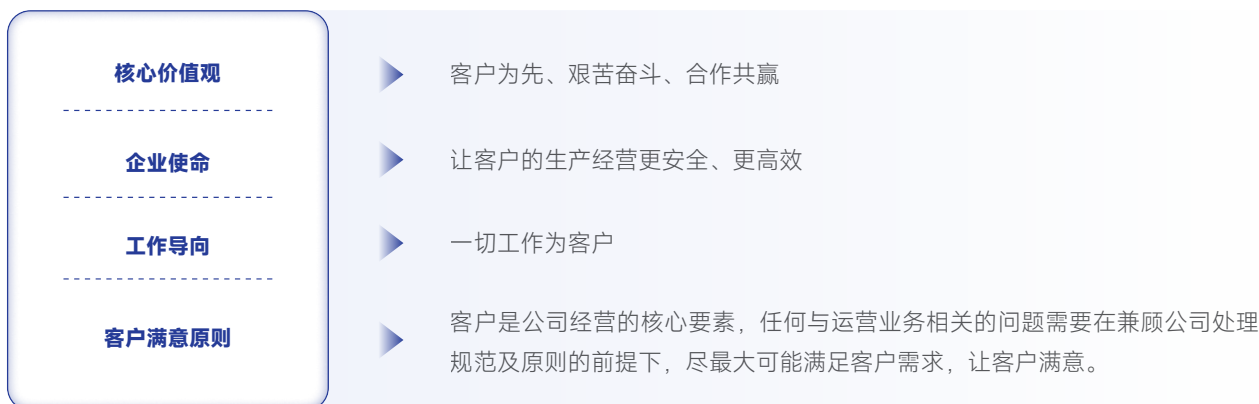 核心价值观
客户为先、艰苦奋斗、合作共赢
企业使命
让客户的生产经营更安全、更高效
工作导向
一切工作为客户
客户满意原则
客户是公司经营的核心要素，任何与运营业务相关的问题需要在兼顾公司处理
规范及原则的前提下，尽最大可能满足客户需求，让客户满意。